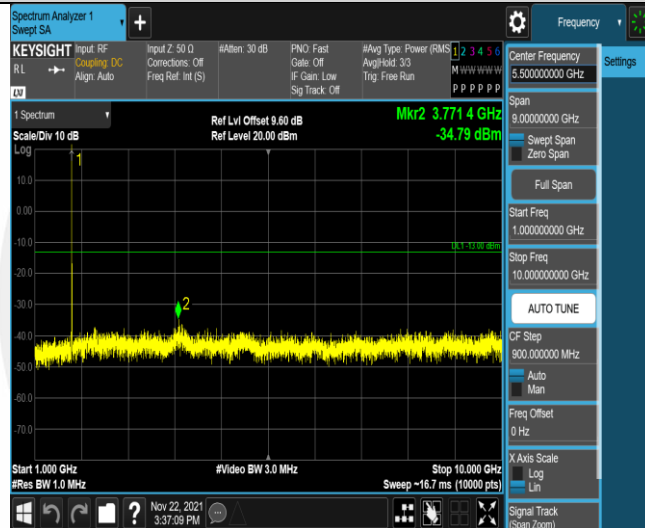 Spectrum Analyzer 1
Swept SA
+
Frequency
KEYSIGHT
RL
LXI
Input: RF
Coupling: DC
Align: Auto
Input Z: 50 Ω
Corrections: Off
Freq Ref: Int (S)
#Atten: 30 dB
PNO: Fast
Gate: Off
IF Gain: Low
Sig Track: Off
#Avg Type: Power (RMS
Avg|Hold: 3/3
Trig: Free Run
1 2 3 4 5 6
M W W W W W
P P P P P P
1 Spectrum
Scale/Div 10 dB
Log
Ref Lvl Offset 9.60 dB
Ref Level 20.00 dBm
Mkr2 3.771 4 GHz
-34.79 dBm
1
10.0
0.00
-10.0
DL1 -13.00 dBm
-20.0
-30.0
2
-40.0
-50.0
-60.0
-70.0
Start 1.000 GHz
#Res BW 1.0 MHz
#Video BW 3.0 MHz
Stop 10.000 GHz
Sweep ~16.7 ms (10000 pts)
Center Frequency
5.500000000 GHz
Span
9.00000000 GHz
Swept Span
Zero Span
Full Span
Start Freq
1.000000000 GHz
Stop Freq
10.000000000 GHz
AUTO TUNE
CF Step
900.000000 MHz
Auto
Man
Freq Offset
0 Hz
X Axis Scale
Log
Lin
Signal Track
(Span Zoom)
Settings
?
Nov 22, 2021
3:37:09 PM